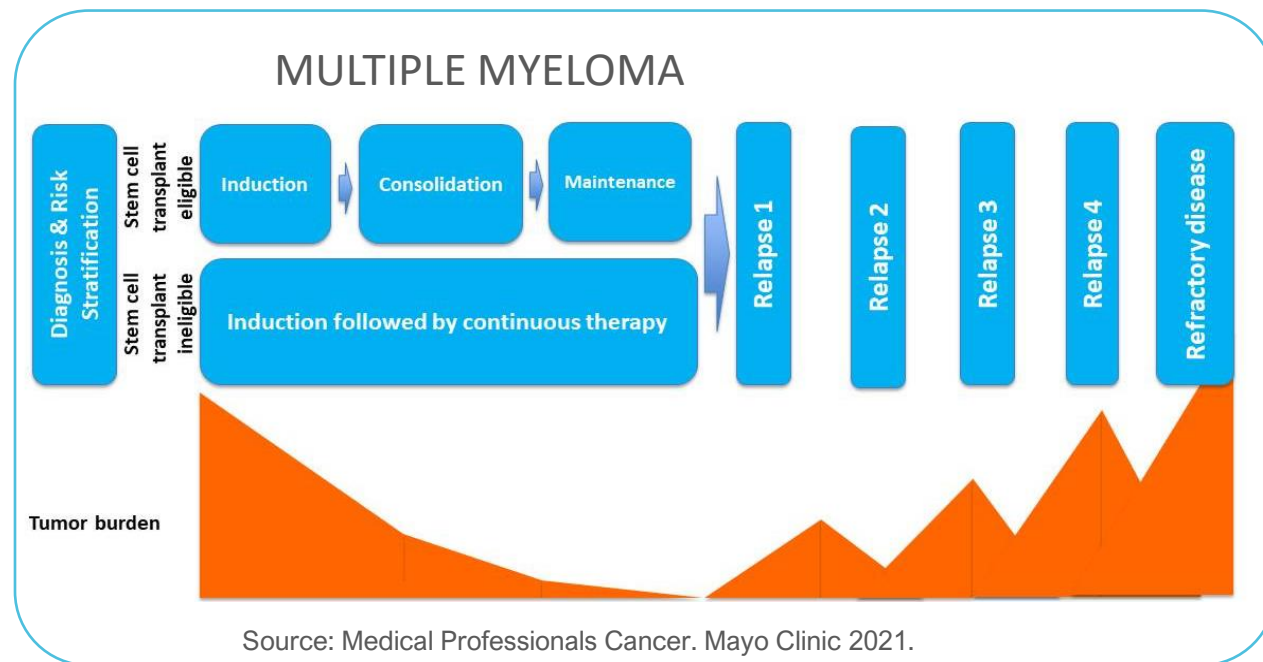 MULTIPLE MYELOMA
Diagnosis & Risk
Stratification
Stem cell
transplant
eligible
Induction
Consolidation
Maintenance
Stem cell
transplant
ineligible
Induction followed by continuous therapy
Relapse 1
Relapse 2
Relapse 3
Relapse 4
Refractory disease
Tumor burden
Source: Medical Professionals Cancer. Mayo Clinic 2021.